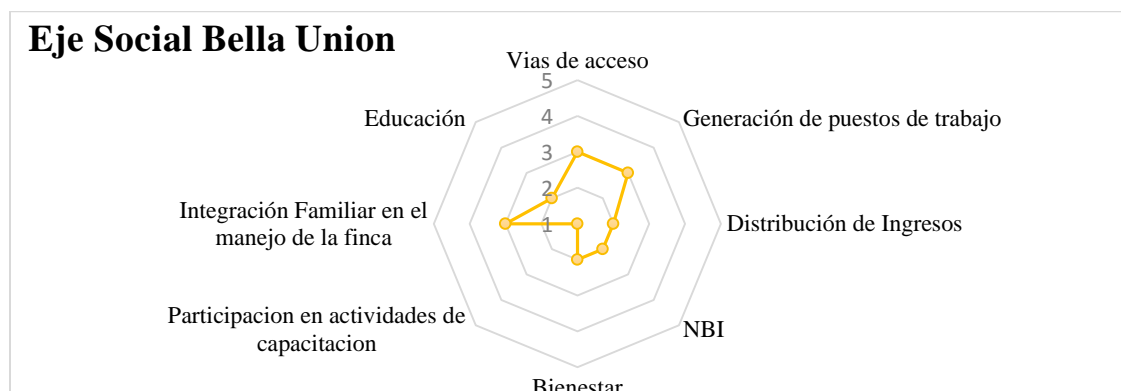 Eje Social Bella Union
Vias de acceso
5
4
3
2
1
Educación
Generación de puestos de trabajo
Integración Familiar en el
manejo de la finca
Distribución de Ingresos
Participacion en actividades de
capacitacion
NBI
Bienestar